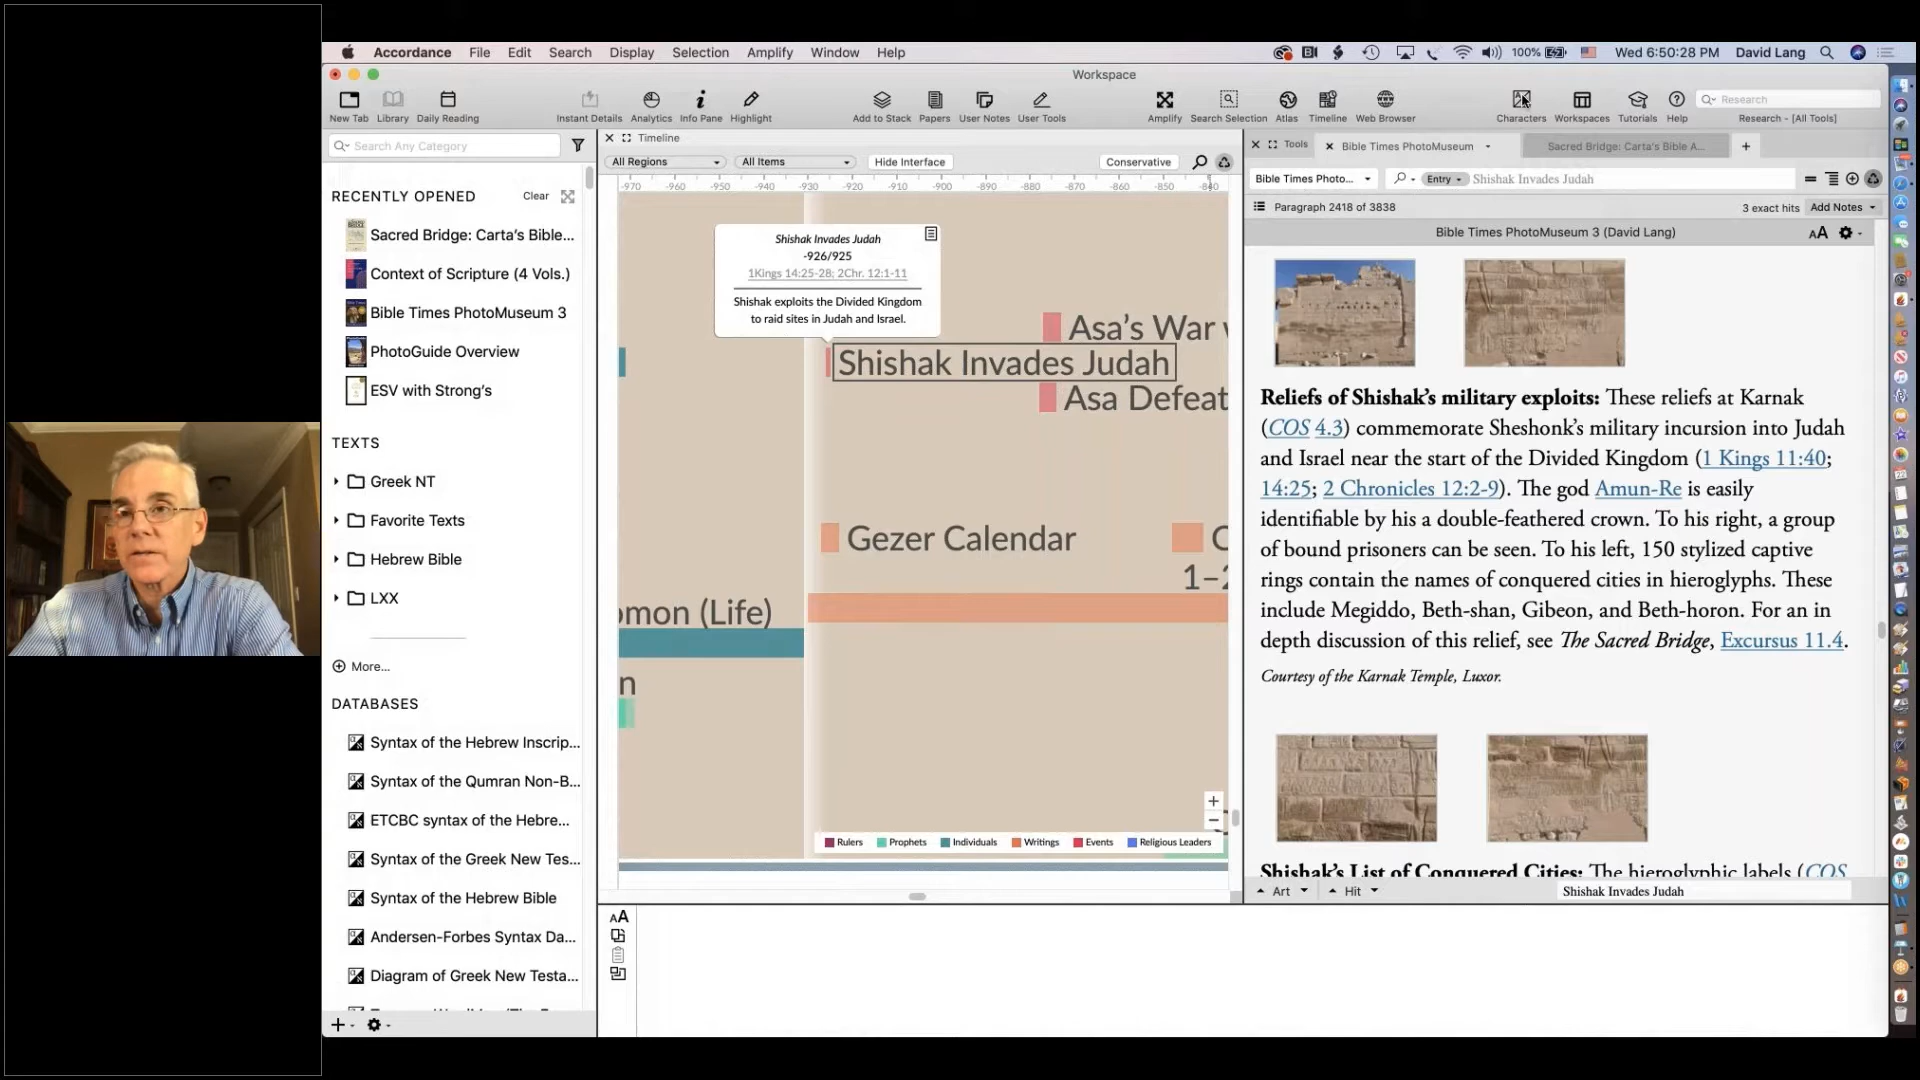 Accordance File Edit Search Display Selection Amplify Window Help 100% Wed 6:50:28 PM David Lang
Workspace
New Tab Library Daily Reading Instant Details Analytics Info Pane Highlight Add to Stack Papers User Notes User Tools Amplify Search Selection Atlas Timeline Web Browser Characters Workspaces Tutorials Help Research
Research - [All Tools]
Search Any Category
RECENTLY OPENED Clear
Sacred Bridge: Carta's Bible...
Context of Scripture (4 Vols.)
Bible Times PhotoMuseum 3
PhotoGuide Overview
ESV with Strong's
TEXTS
Greek NT
Favorite Texts
Hebrew Bible
LXX
More...
DATABASES
Syntax of the Hebrew Inscrip...
Syntax of the Qumran Non-B...
ETCBC syntax of the Hebre...
Syntax of the Greek New Tes...
Syntax of the Hebrew Bible
Andersen-Forbes Syntax Da...
Diagram of Greek New Testa...
Timeline
All Regions All Items Hide Interface Conservative
-970 -960 -950 -940 -930 -920 -910 -900 -890 -880 -870 -860 -850 -840
Shishak Invades Judah
-926/925
1Kings 14:25-28; 2Chr. 12:1-11
Shishak exploits the Divided Kingdom
to raid sites in Judah and Israel.
Asa's War
Shishak Invades Judah
Asa Defeat
Gezer Calendar
1–2
omon (Life)
n
Rulers Prophets Individuals Writings Events Religious Leaders
Tools Bible Times PhotoMuseum Sacred Bridge: Carta's Bible A...
Bible Times Photo... Entry Shishak Invades Judah
Paragraph 2418 of 3838 3 exact hits Add Notes
Bible Times PhotoMuseum 3 (David Lang) AA
Reliefs of Shishak's military exploits: These reliefs at Karnak
(COS 4.3) commemorate Sheshonk's military incursion into Judah
and Israel near the start of the Divided Kingdom (1 Kings 11:40;
14:25; 2 Chronicles 12:2-9). The god Amun-Re is easily
identifiable by his a double-feathered crown. To his right, a group
of bound prisoners can be seen. To his left, 150 stylized captive
rings contain the names of conquered cities in hieroglyphs. These
include Megiddo, Beth-shan, Gibeon, and Beth-horon. For an in
depth discussion of this relief, see The Sacred Bridge, Excursus 11.4.
Courtesy of the Karnak Temple, Luxor.
Shishak's List of Conquered Cities: The hieroglyphic labels (COS
Art Hit Shishak Invades Judah
AA